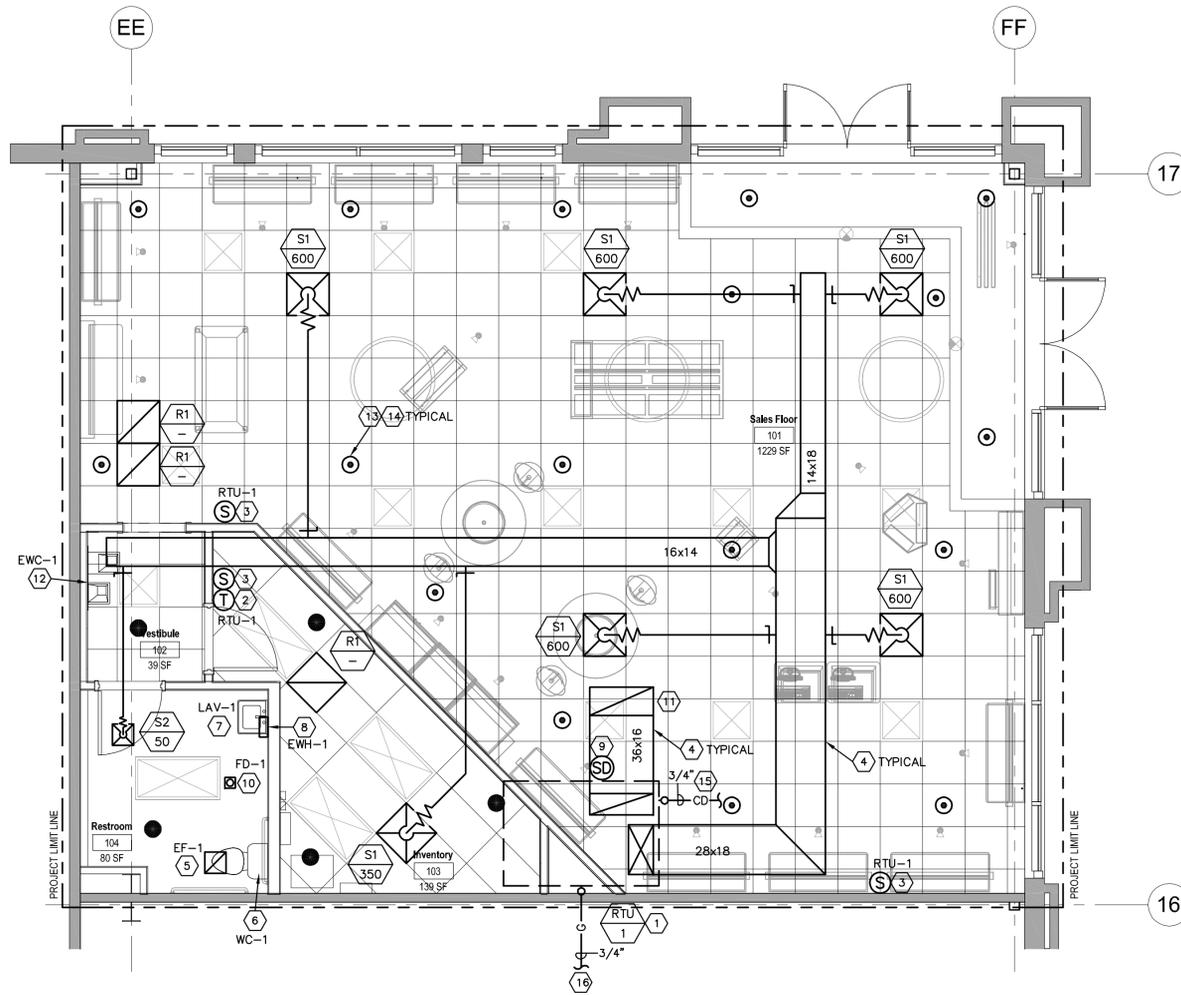 EE
FF
17
S1
600
S1
600
S1
600
R1
–
R1
–
13
14
TYPICAL
Sales Floor
101
1229 SF
14x18
RTU-1
S
3
16x14
EWC-1
12
S
3
T
2
RTU-1
Vestibule
102
39 SF
R1
–
S1
600
S1
600
LAV-1
7
8
EWH-1
S2
50
11
9
SD
36x16
4
TYPICAL
4
TYPICAL
FD-1
10
3/4"
15
CD
Restroom
104
80 SF
EF-1
5
S1
350
Inventory
103
139 SF
28x18
RTU-1
S
3
PROJECT LIMIT LINE
PROJECT LIMIT LINE
6
WC-1
RTU
1
1
G
3/4"
16
16